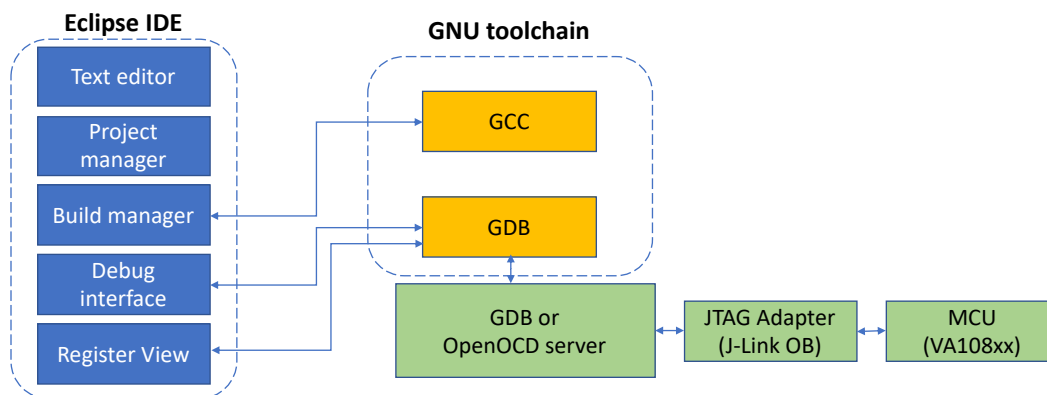 Eclipse IDE
Text editor
Project
manager
Build manager
Debug
interface
Register View
GNU toolchain
GCC
GDB
GDB or
OpenOCD server
JTAG Adapter
(J-Link OB)
MCU
(VA108xx)